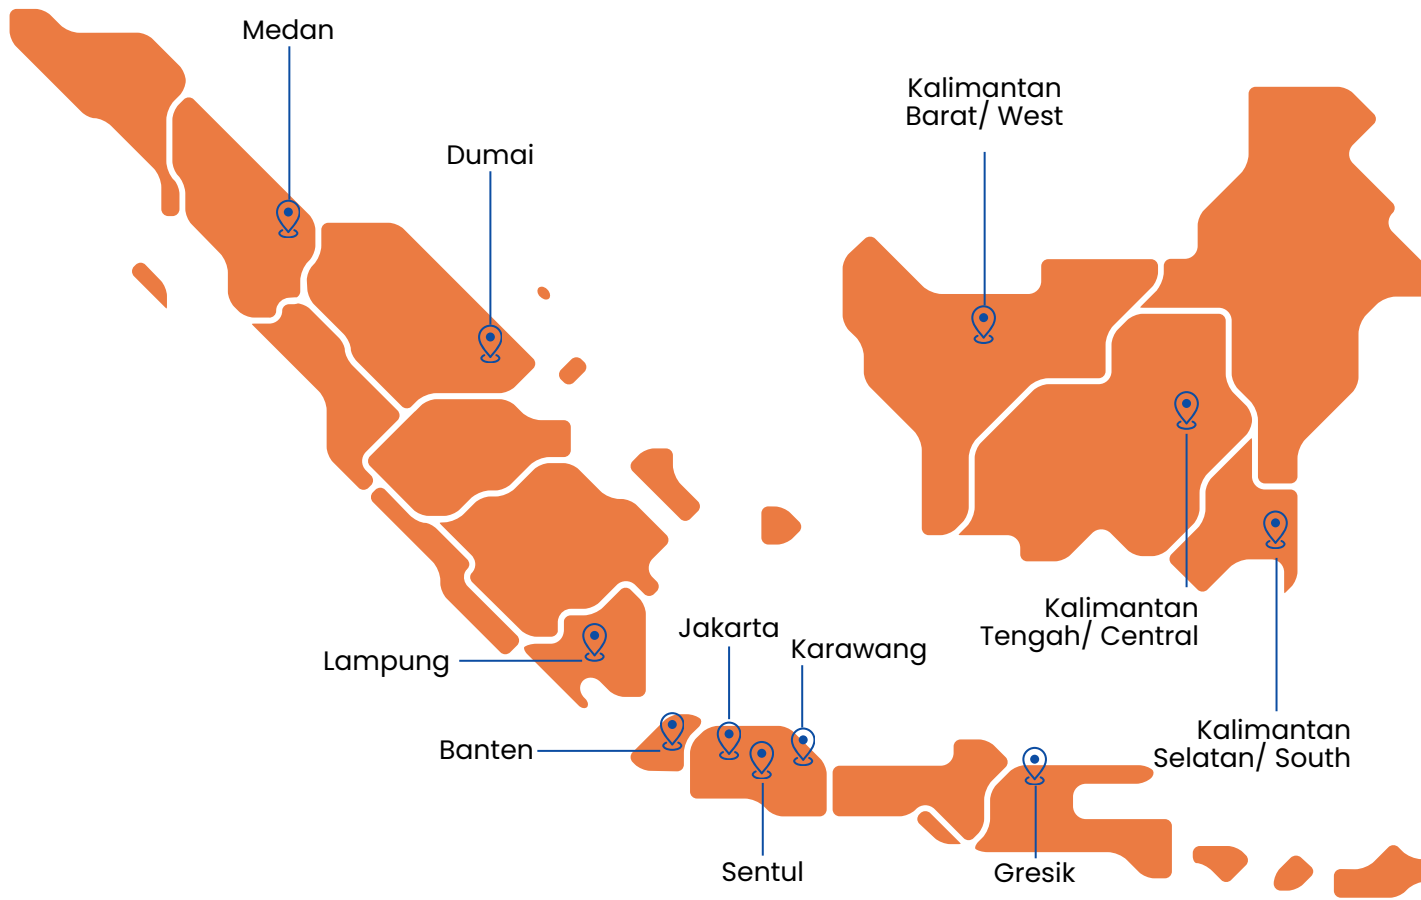 Medan
Kalimantan
Barat/ West
Dumai
Kalimantan
Tengah/ Central
Jakarta
Karawang
Lampung
Kalimantan
Selatan/ South
Banten
Sentul
Gresik